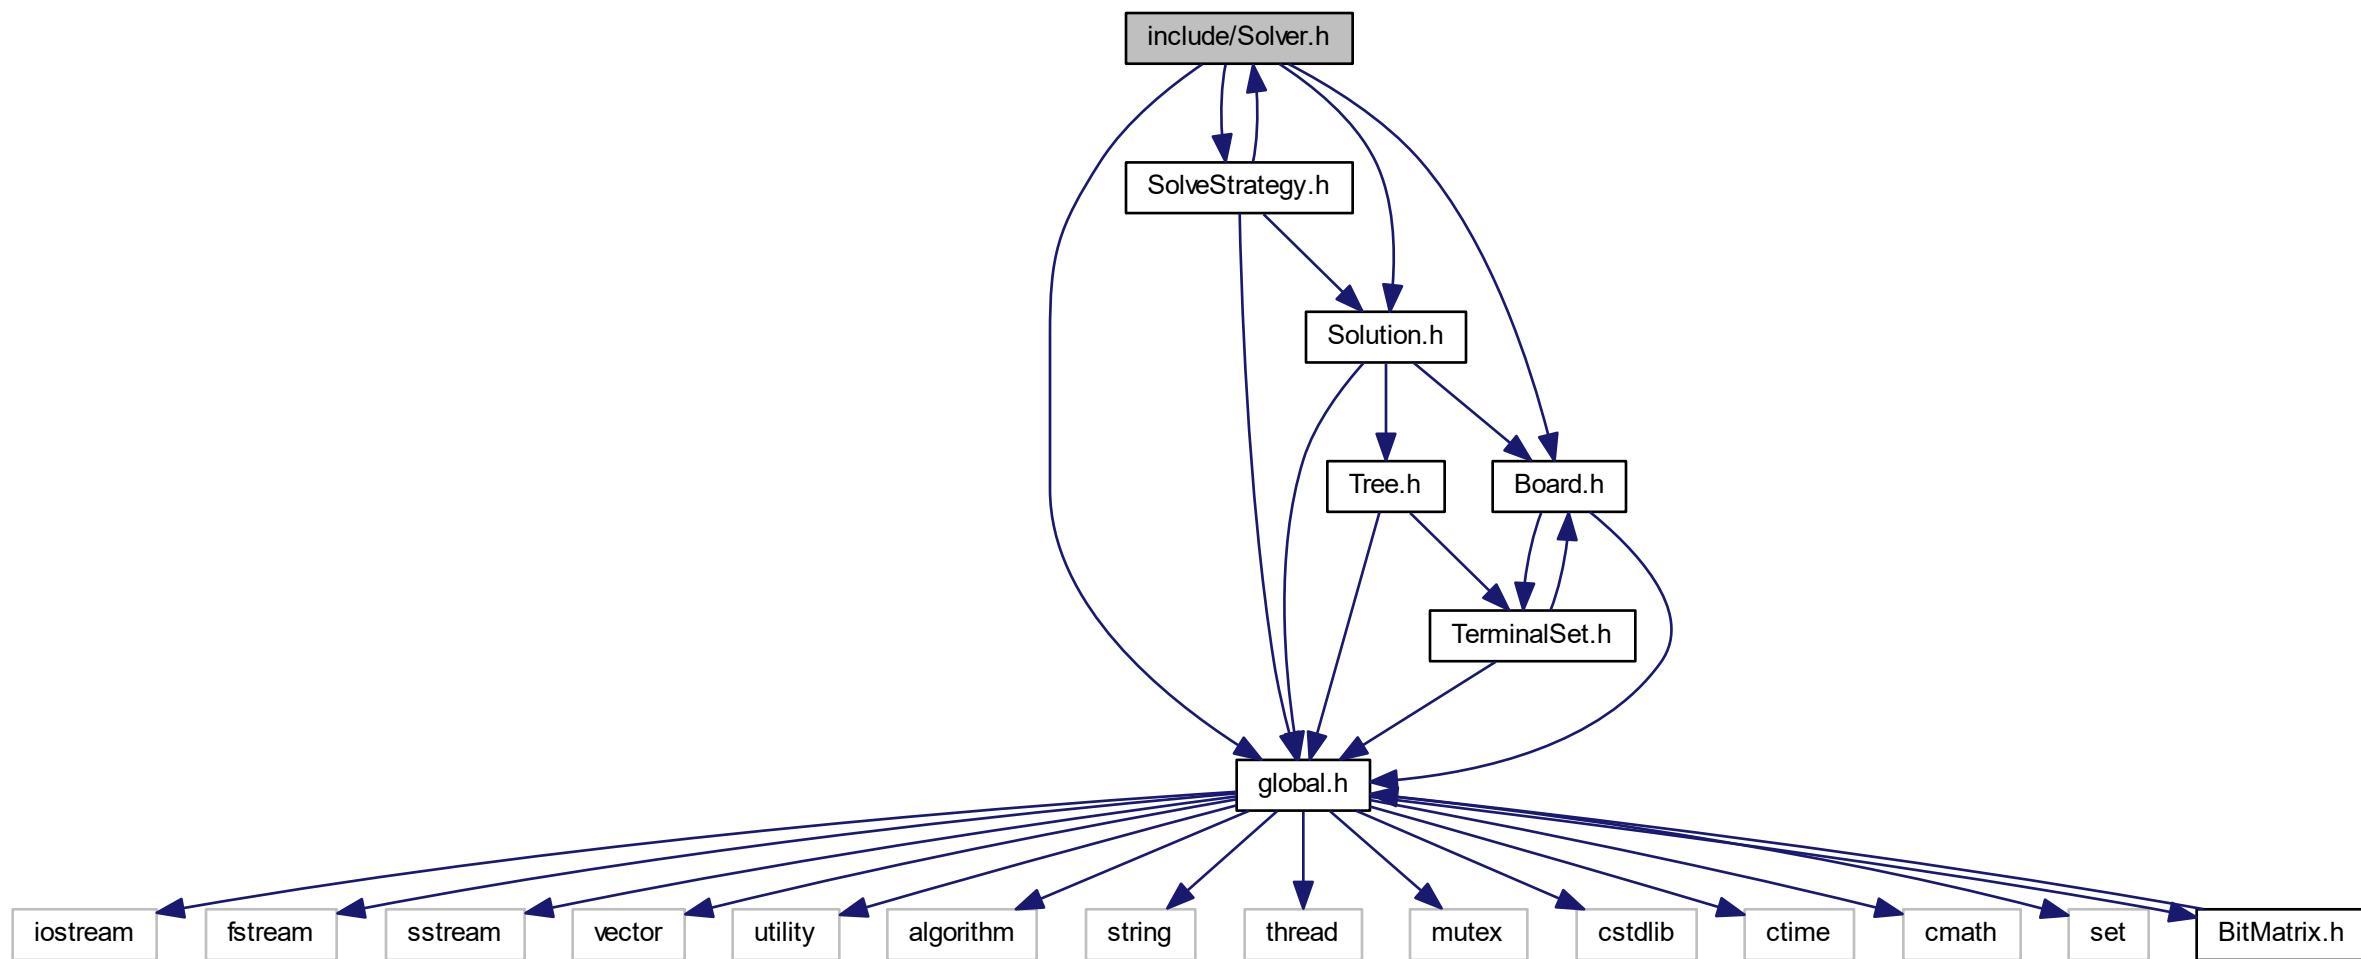 include/Solver.h
SolveStrategy.h
Solution.h
Tree.h
Board.h
TerminalSet.h
global.h
iostream
fstream
sstream
vector
utility
algorithm
string
thread
mutex
cstdlib
ctime
cmath
set
BitMatrix.h